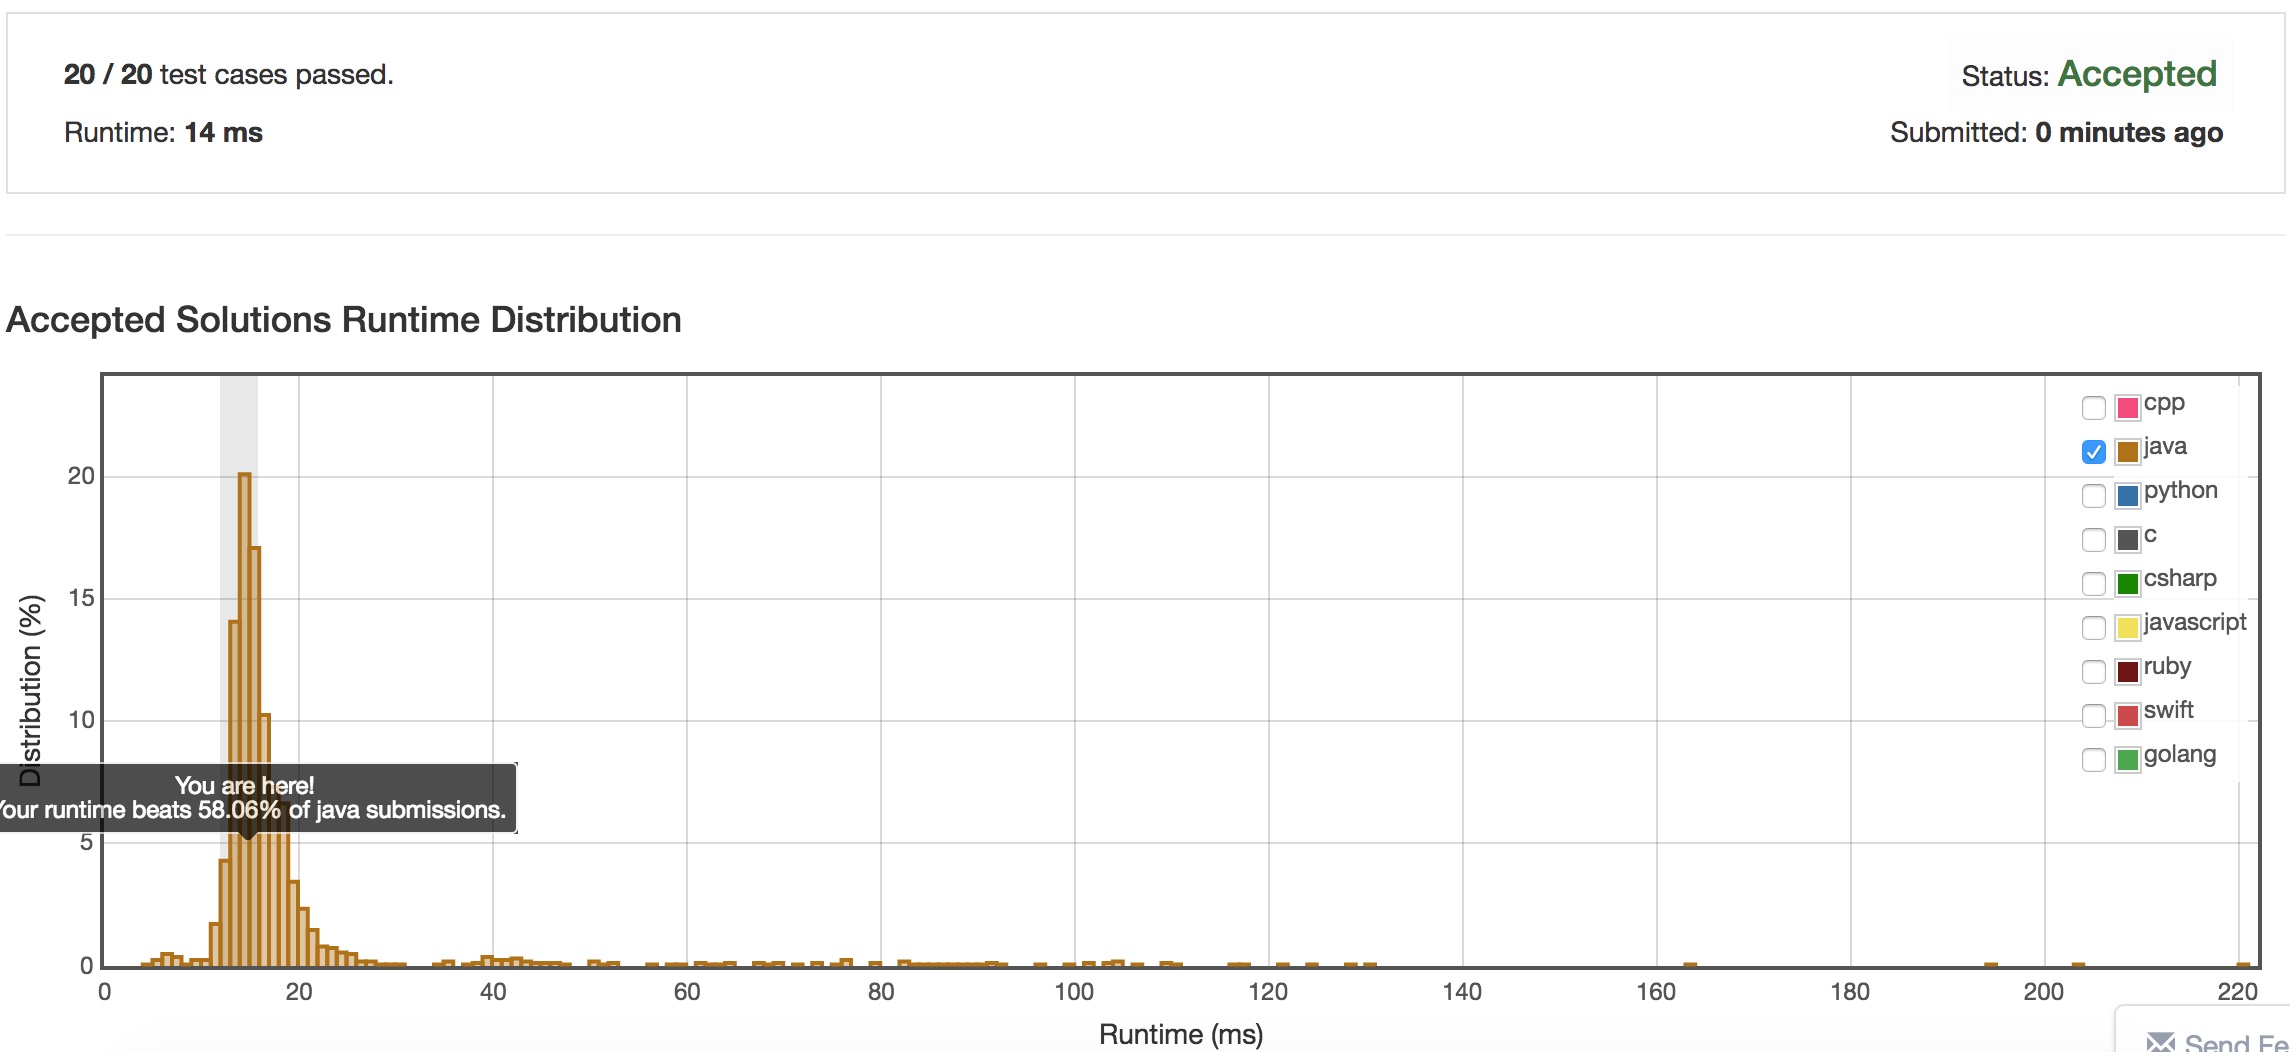 20 / 20 test cases passed.
Status: Accepted
Runtime: 14 ms
Submitted: 0 minutes ago
Accepted Solutions Runtime Distribution
cpp
java
python
c
csharp
javascript
ruby
swift
golang
20
15
10
5
0
Distribution (%)
You are here!
Your runtime beats 58.06% of java submissions.
0 20 40 60 80 100 120 140 160 180 200 220
Runtime (ms)
Send